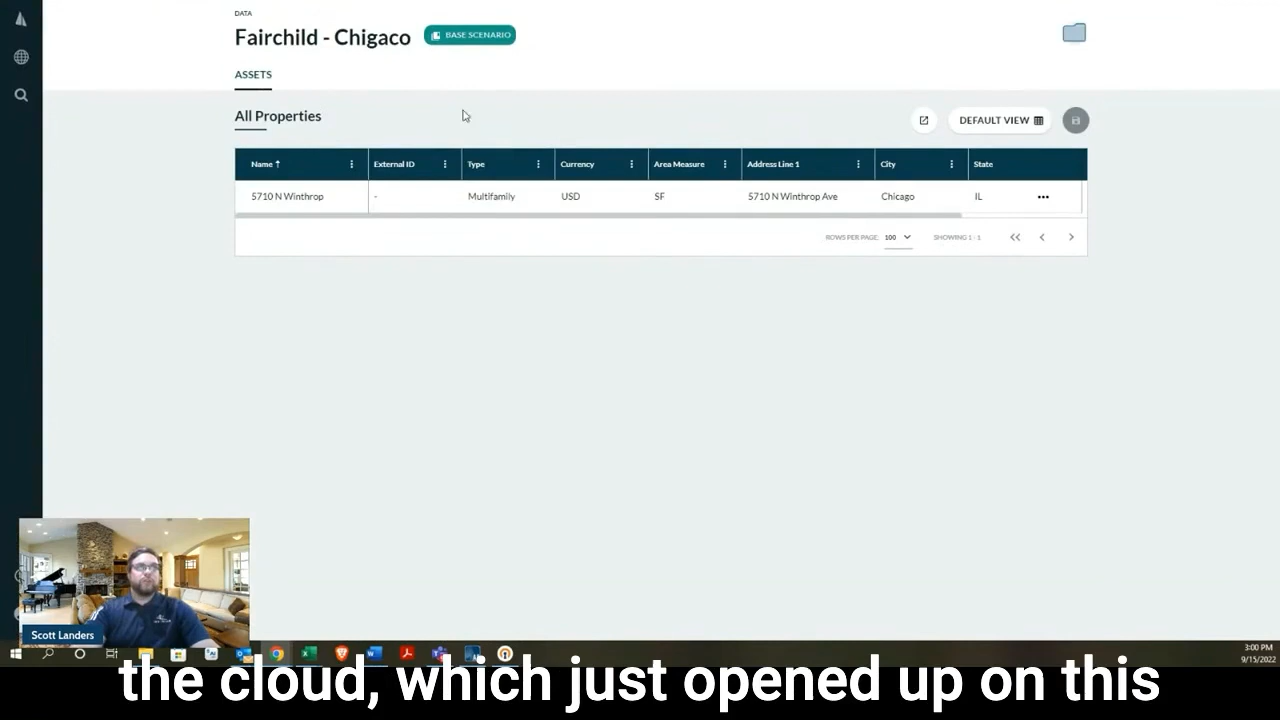 DATA
Fairchild - Chigaco
BASE SCENARIO
ASSETS
All Properties
DEFAULT VIEW
Name External ID Type Currency Area Measure Address Line 1 City State
5710 N Winthrop - Multifamily USD SF 5710 N Winthrop Ave Chicago IL
ROWS PER PAGE: 100 SHOWING 1 - 1
Scott Landers
3:00 PM
9/15/2022
the cloud, which just opened up on this